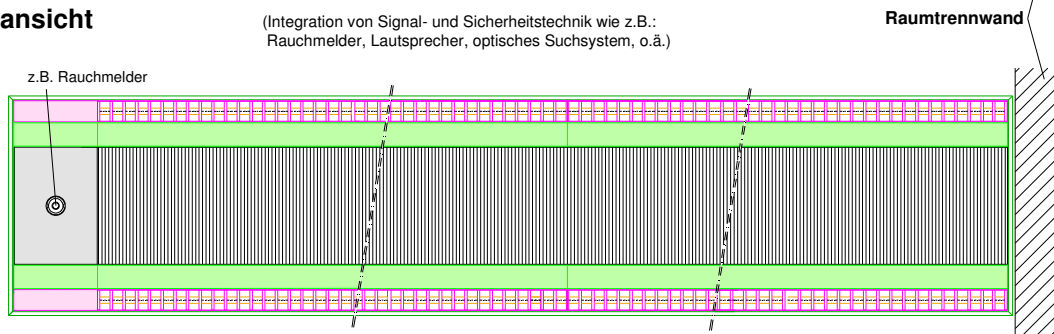 ansicht
(Integration von Signal- und Sicherheitstechnik wie z.B.:
Rauchmelder, Lautsprecher, optisches Suchsystem, o.ä.)
Raumtrennwand
z.B. Rauchmelder